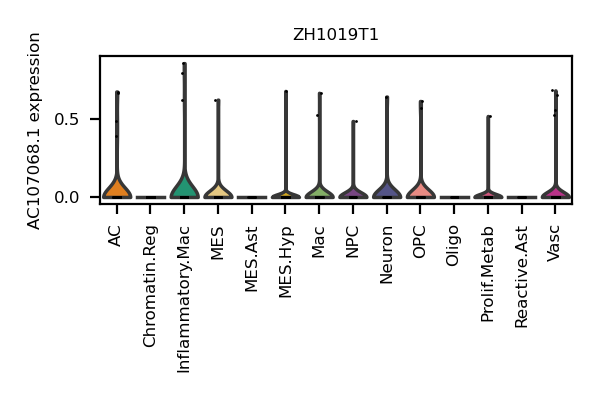 ZH1019T1
AC107068.1 expression
0.5
0.0
AC
Chromatin.Reg
Inflammatory.Mac
MES
MES.Ast
MES.Hyp
Mac
NPC
Neuron
OPC
Oligo
Prolif.Metab
Reactive.Ast
Vasc